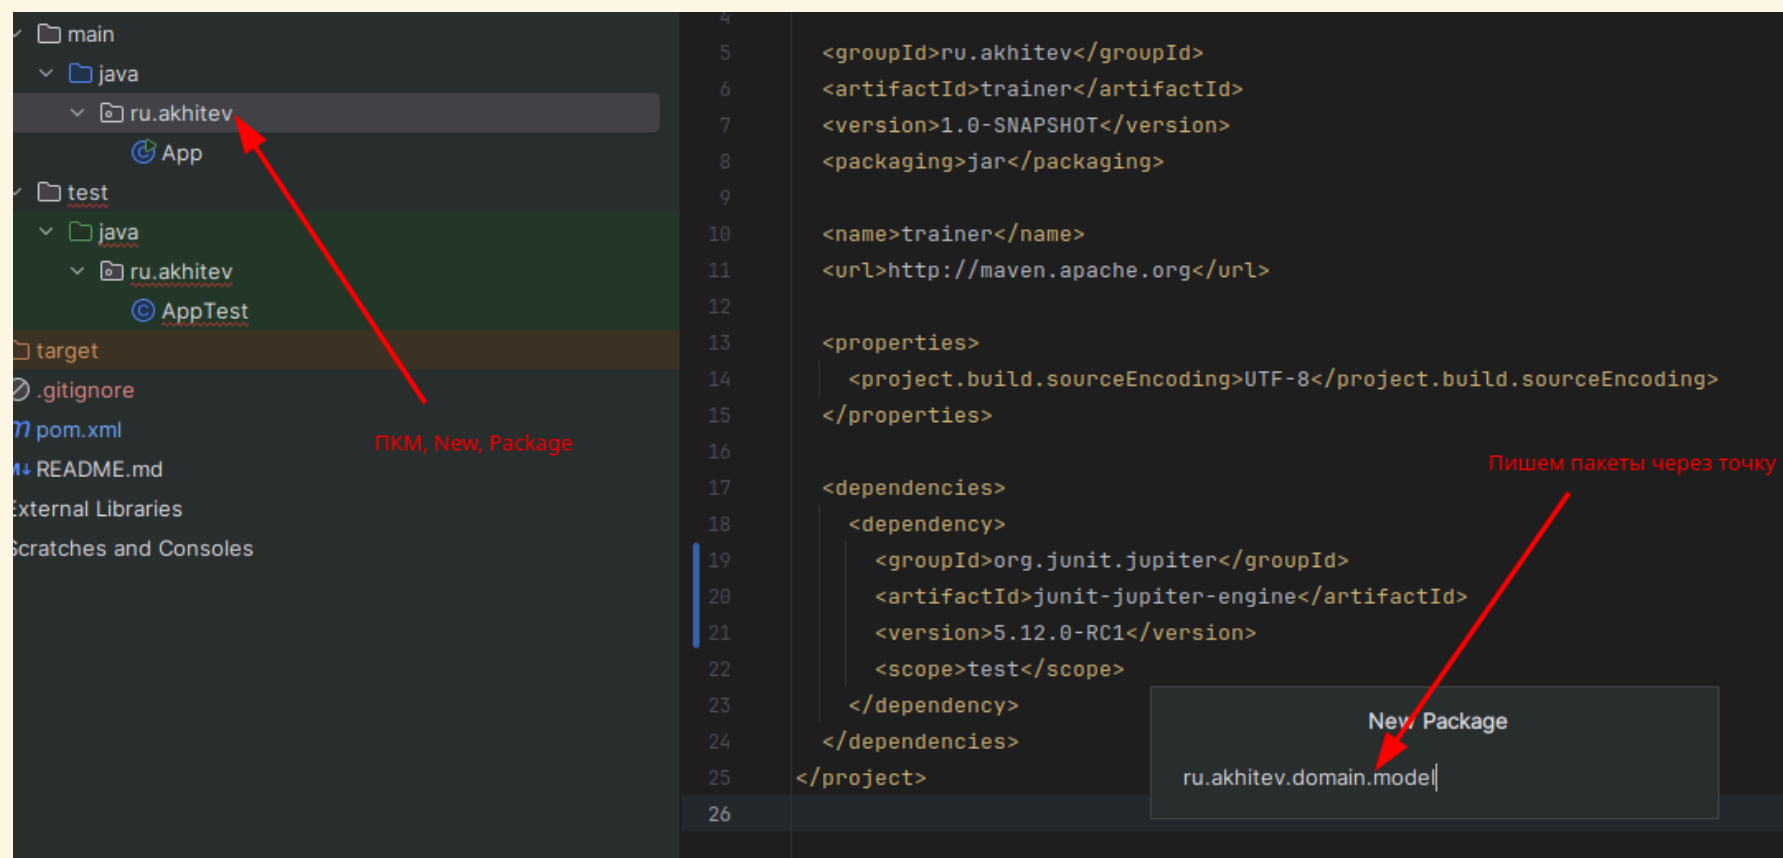 main
java
ru.akhitev
App
test
java
ru.akhitev
AppTest
target
.gitignore
pom.xml
README.md
External Libraries
Scratches and Consoles
ПКМ, New, Package
4
5 <groupId>ru.akhitev</groupId>
6 <artifactId>trainer</artifactId>
7 <version>1.0-SNAPSHOT</version>
8 <packaging>jar</packaging>
9
10 <name>trainer</name>
11 <url>http://maven.apache.org</url>
12
13 <properties>
14 <project.build.sourceEncoding>UTF-8</project.build.sourceEncoding>
15 </properties>
16
17 <dependencies>
18 <dependency>
19 <groupId>org.junit.jupiter</groupId>
20 <artifactId>junit-jupiter-engine</artifactId>
21 <version>5.12.0-RC1</version>
22 <scope>test</scope>
23 </dependency>
24 </dependencies>
25 </project>
26
Пишем пакеты через точку
New Package
ru.akhitev.domain.model